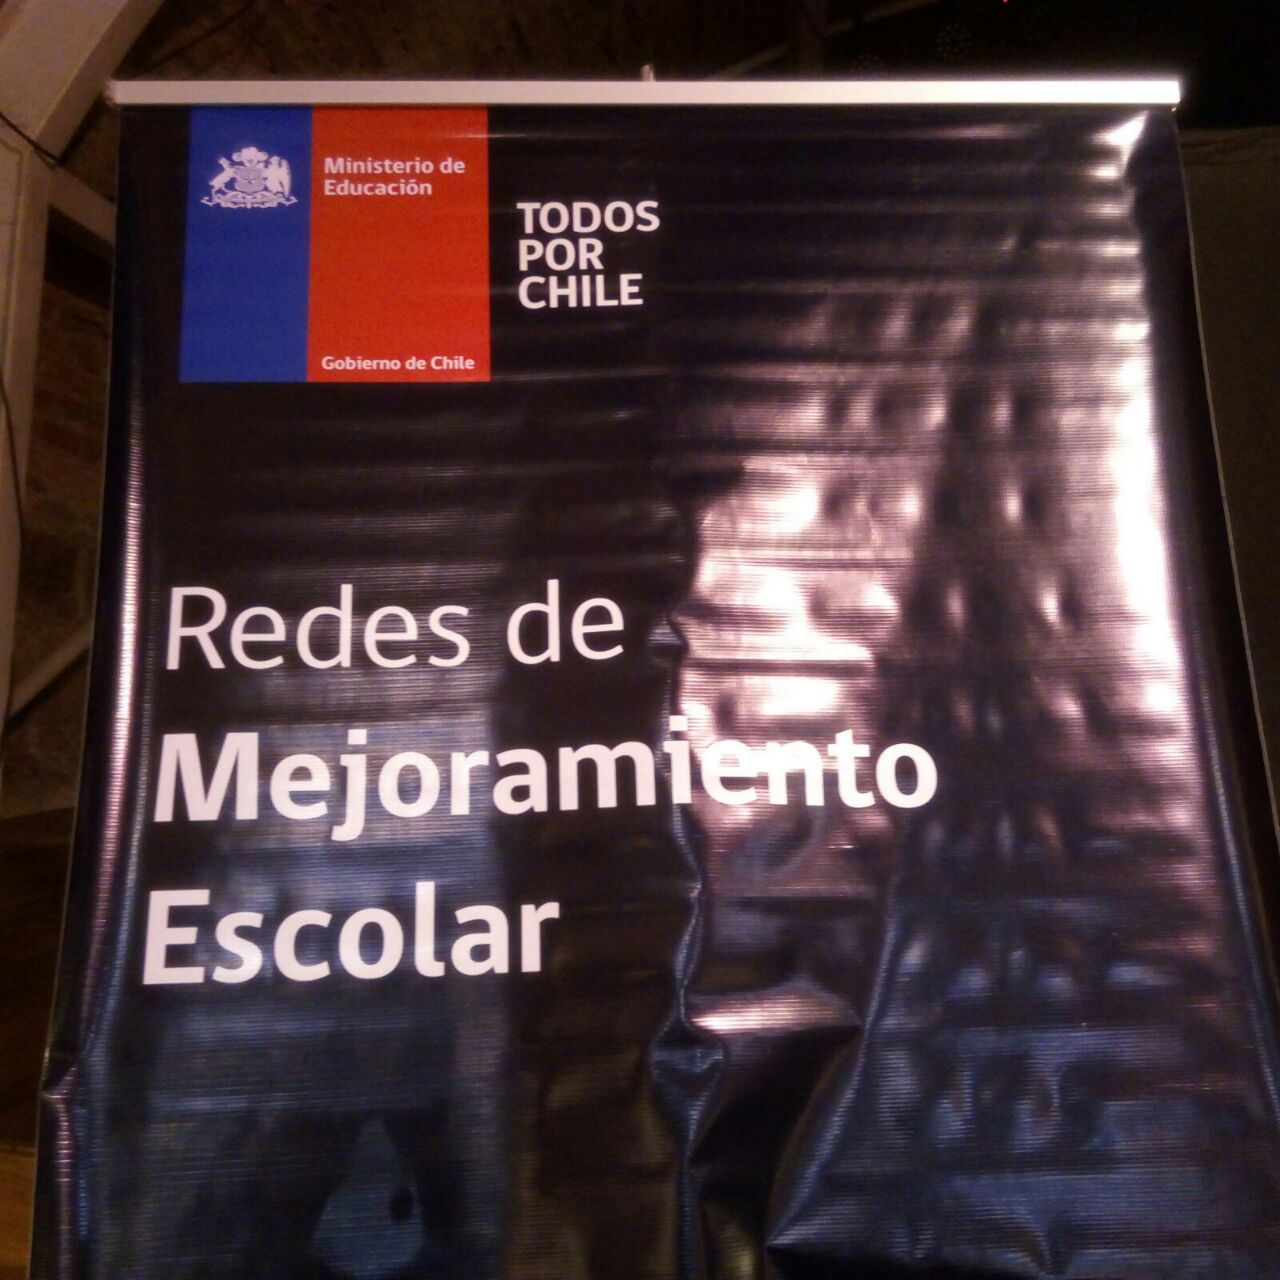 Ministerio de
Educación
Gobierno de Chile
TODOS
POR
CHILE
Redes de
Mejoramiento
Escolar